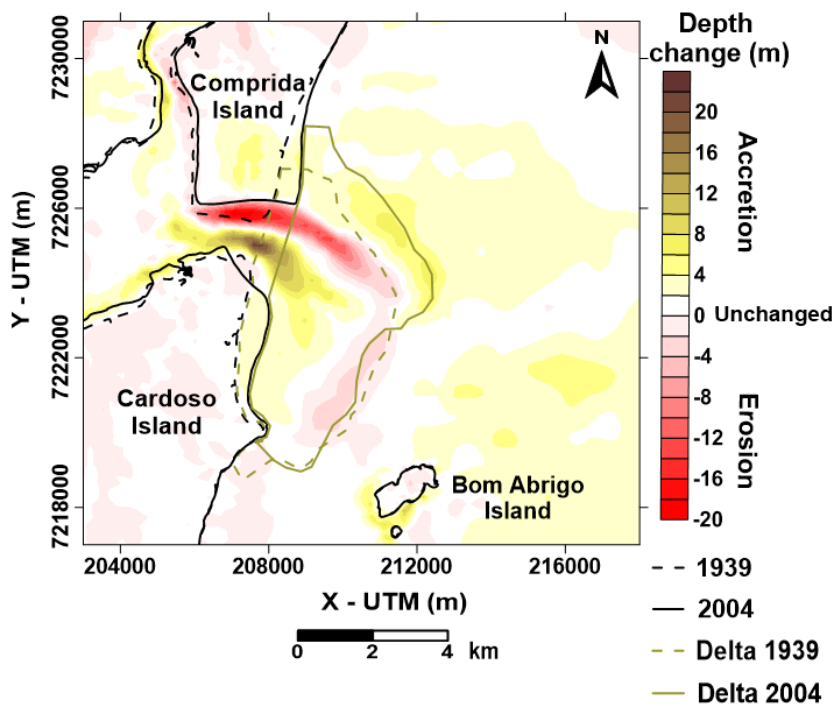 Depth
change (m)
N
7230000
7226000
7222000
7218000
Y - UTM (m)
Comprida
Island
Cardoso
Island
Bom Abrigo
Island
20
16
12
8
4
0
-4
-8
-12
-16
-20
Accretion
Unchanged
Erosion
204000
208000
212000
216000
X - UTM (m)
0
2
4
km
1939
2004
Delta 1939
Delta 2004